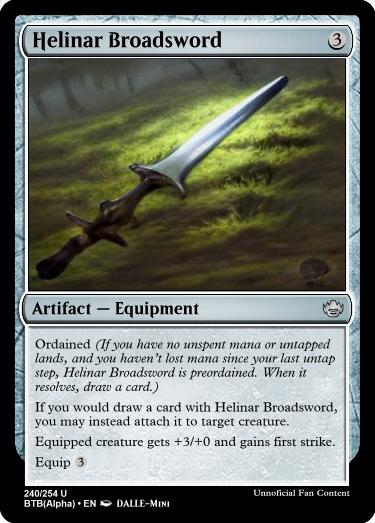 Helinar Broadsword 3
Artifact — Equipment
Ordained (If you have no unspent mana or untapped
lands, and you haven't lost mana since your last untap
step, Helinar Broadsword is preordained. When it
resolves, draw a card.)
If you would draw a card with Helinar Broadsword,
you may instead attach it to target creature.
Equipped creature gets +3/+0 and gains first strike.
Equip 3
240/254 U
BTB(Alpha) • EN DALLE-Mini
Unofficial Fan Content